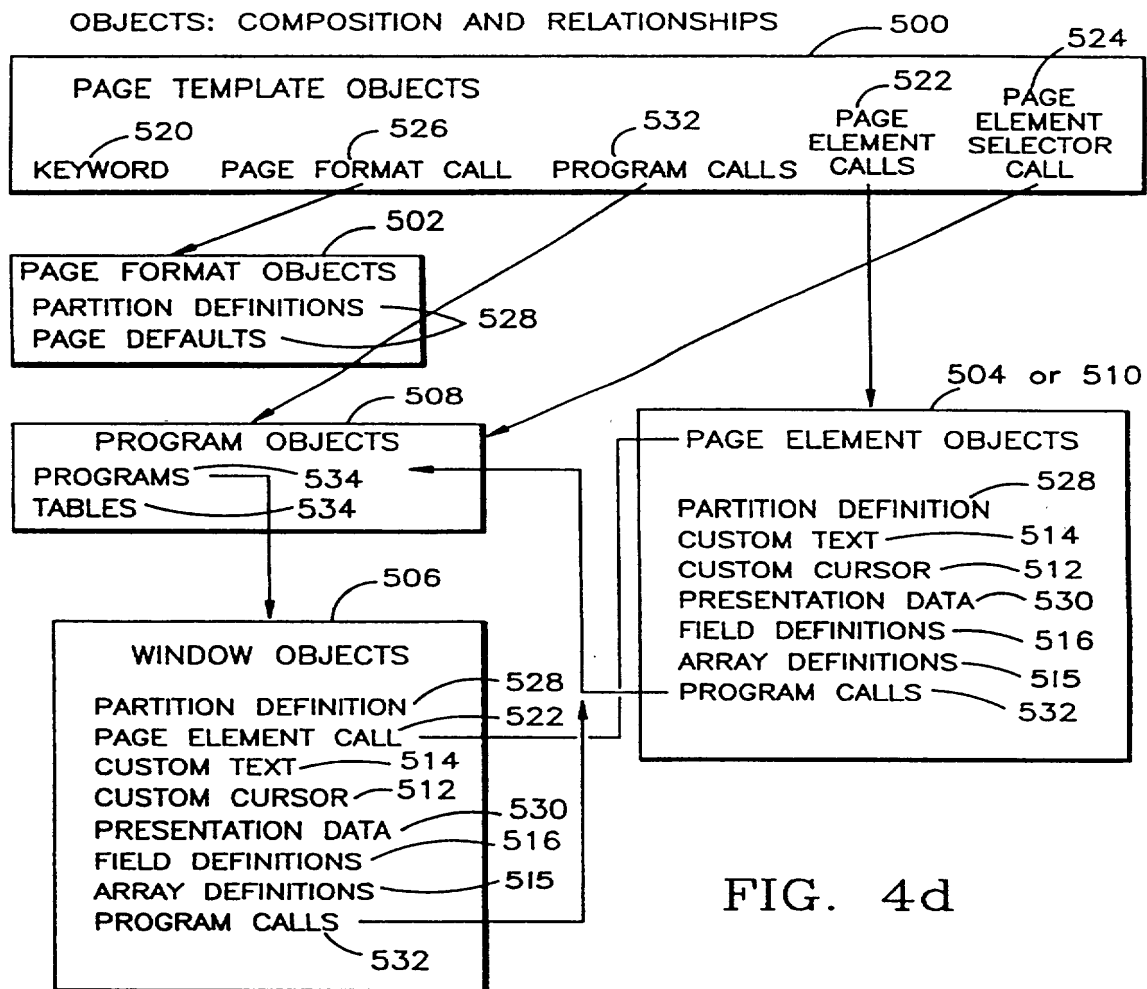 OBJECTS: COMPOSITION AND RELATIONSHIPS
500
524
PAGE TEMPLATE OBJECTS
522
PAGE
ELEMENT
SELECTOR
CALL
520
526
532
PAGE
ELEMENT
CALLS
KEYWORD
PAGE FORMAT CALL
PROGRAM CALLS
502
PAGE FORMAT OBJECTS
PARTITION DEFINITIONS
PAGE DEFAULTS
528
508
504 or 510
PROGRAM OBJECTS
PROGRAMS 534
TABLES 534
PAGE ELEMENT OBJECTS
528
PARTITION DEFINITION
CUSTOM TEXT 514
CUSTOM CURSOR 512
PRESENTATION DATA 530
FIELD DEFINITIONS 516
ARRAY DEFINITIONS 515
PROGRAM CALLS
532
506
WINDOW OBJECTS
PARTITION DEFINITION 528
PAGE ELEMENT CALL 522
CUSTOM TEXT 514
CUSTOM CURSOR 512
PRESENTATION DATA 530
FIELD DEFINITIONS 516
ARRAY DEFINITIONS 515
PROGRAM CALLS
532
FIG. 4d